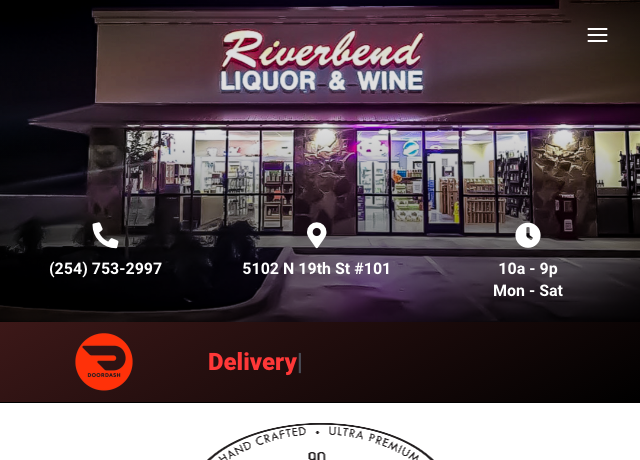 Riverbend
LIQUOR & WINE
(254) 753-2997
5102 N 19th St #101
10a - 9p
Mon - Sat
DOORDASH
Delivery
HAND CRAFTED • ULTRA PREMIUM
90